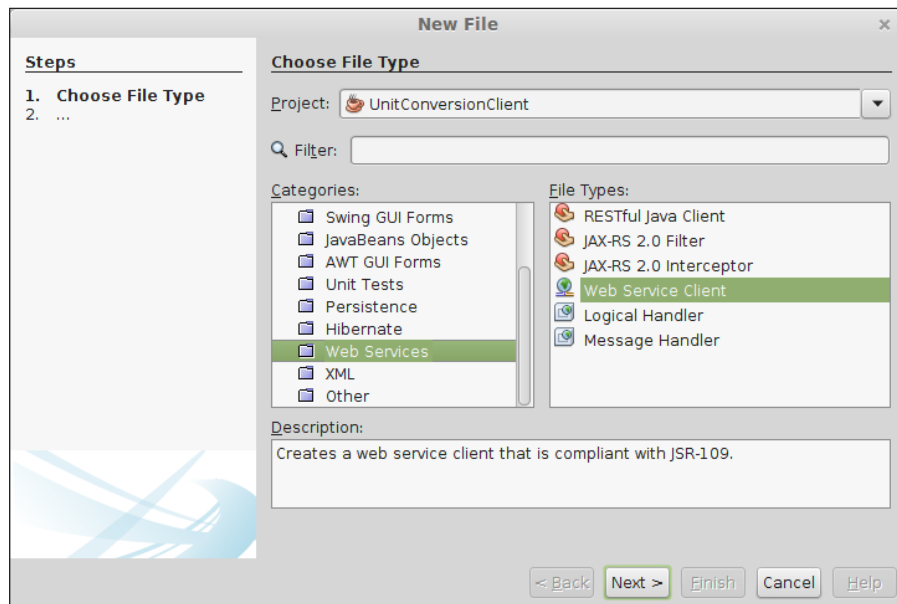 New File
×
Steps
1. Choose File Type
2. ...
Choose File Type
Project: UnitConversionClient
Filter:
Categories:
Swing GUI Forms
JavaBeans Objects
AWT GUI Forms
Unit Tests
Persistence
Hibernate
Web Services
XML
Other
File Types:
RESTful Java Client
JAX-RS 2.0 Filter
JAX-RS 2.0 Interceptor
Web Service Client
Logical Handler
Message Handler
Description:
Creates a web service client that is compliant with JSR-109.
< Back
Next >
Finish
Cancel
Help